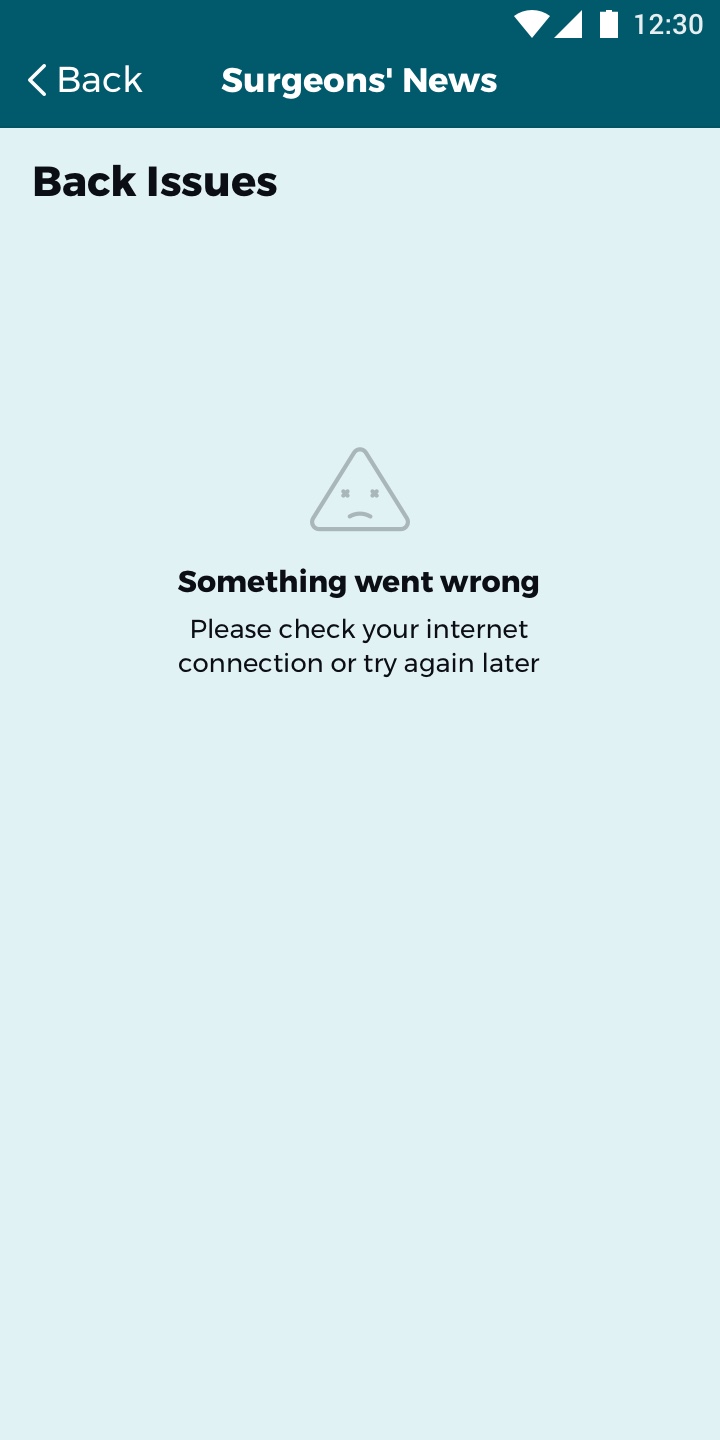 12:30
Back
Surgeons' News
Back Issues
Something went wrong
Please check your internet
connection or try again later